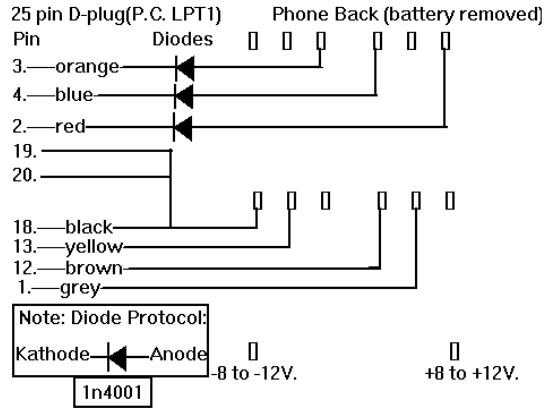 25 pin D-plug(P.C. LPT1) Phone Back (battery removed)
Pin Diodes
3.—orange
4.—blue
2.—red
19.
20.
18.—black
13.—yellow
12.—brown
1.—grey
Note: Diode Protocol:
Kathode Anode
-8 to -12V. +8 to +12V.
1n4001